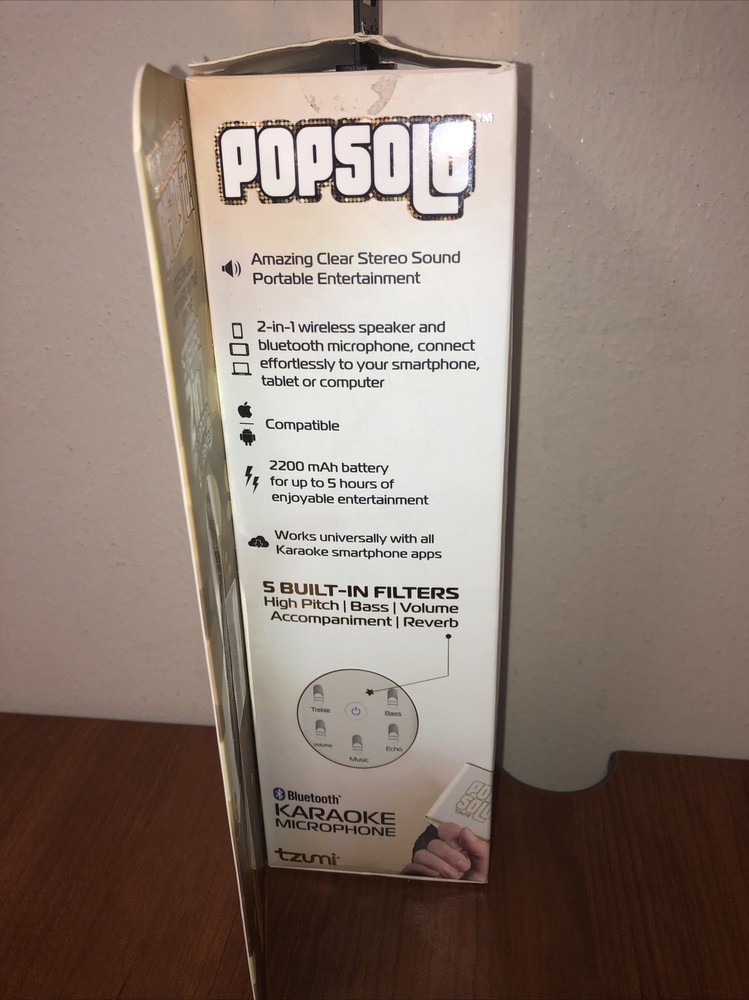 POPSOLO™
Amazing Clear Stereo Sound
Portable Entertainment
2-in-1 wireless speaker and
bluetooth microphone, connect
effortlessly to your smartphone,
tablet or computer
Compatible
2200 mAh battery
for up to 5 hours of
enjoyable entertainment
Works universally with all
Karaoke smartphone apps
5 BUILT-IN FILTERS
High Pitch | Bass | Volume
Accompaniment | Reverb
Treble
Bass
Volume
Echo
Music
Bluetooth®
KARAOKE
MICROPHONE
tzumi®
POP
SOLO